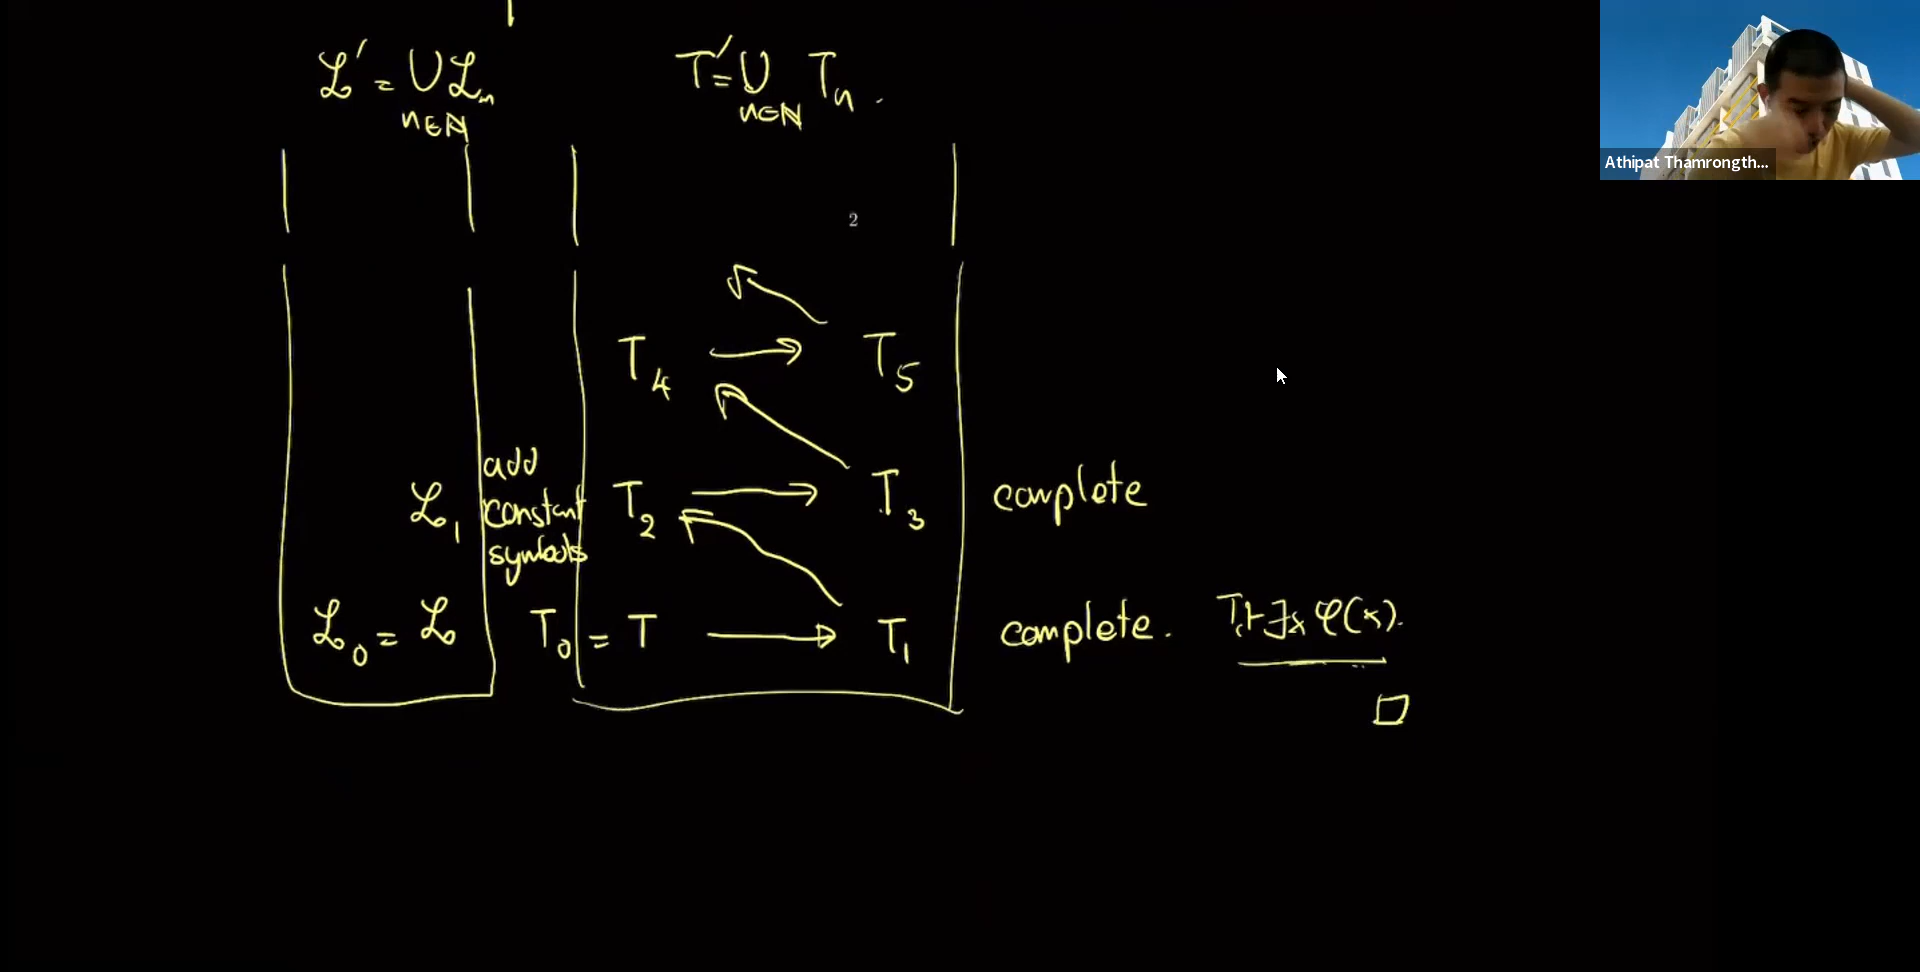 ℒ′ = ⋃ ℒₙ T′ = ⋃ Tₙ .
n∈ℕ n∈ℕ
Athipat Thamrongth...
2
T₄ → T₅
add
ℒ₁ constant T₂ → T₃ complete
symbols
ℒ₀ = ℒ T₀ = T → T₁ complete. T₁ ⊢ ∃x φ(x).
□